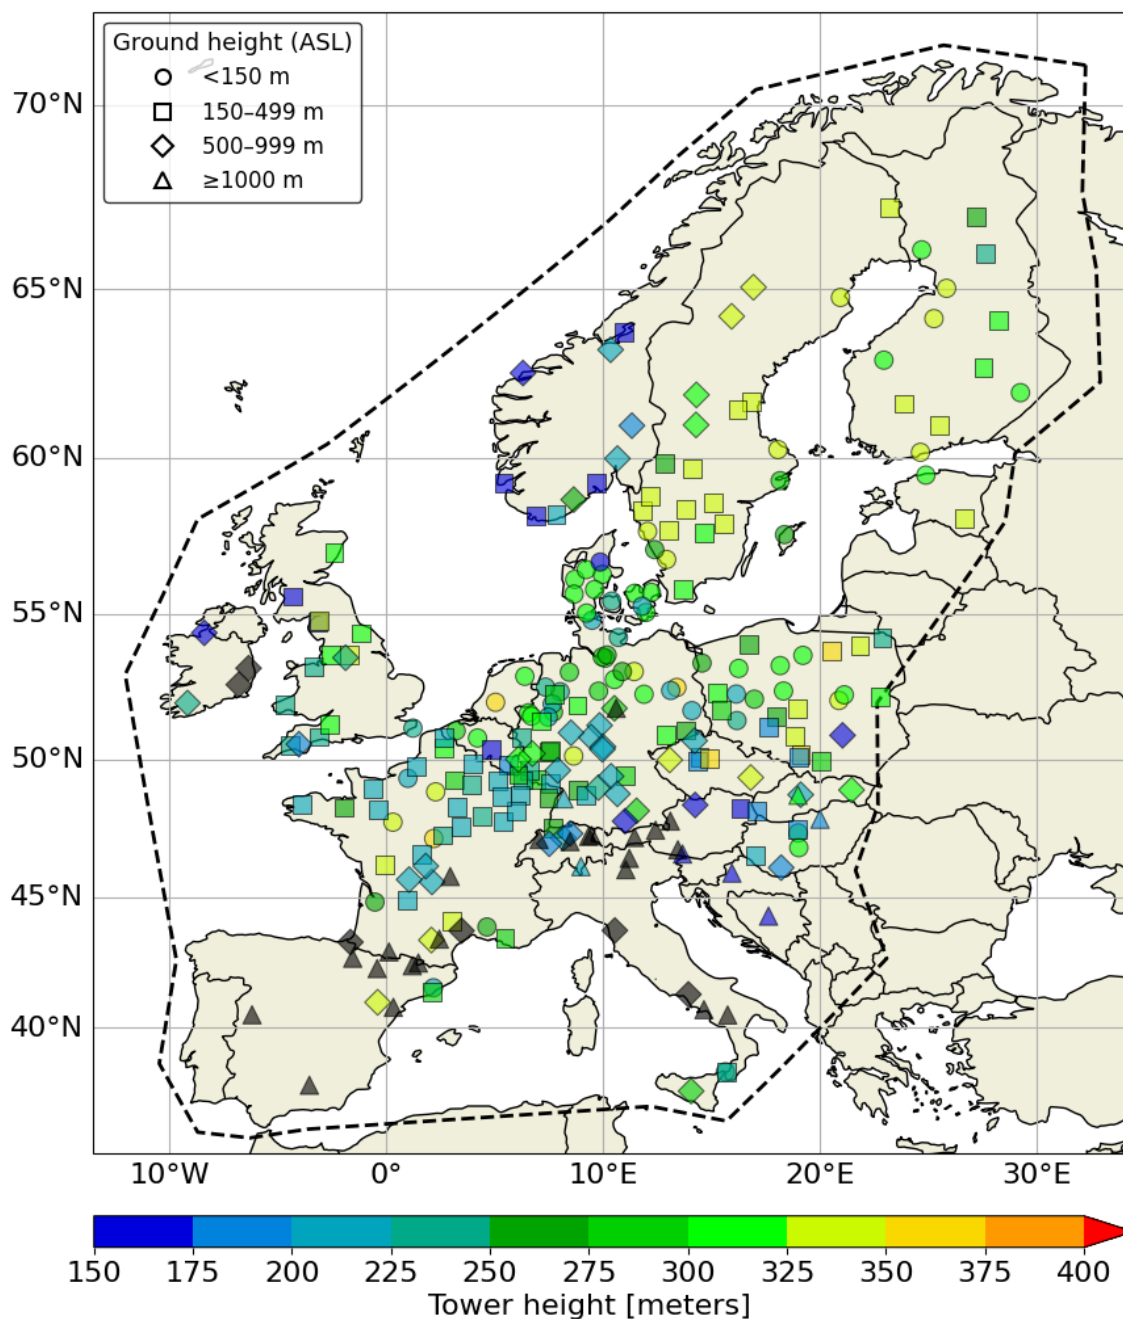 Ground height (ASL)
<150 m
150–499 m
500–999 m
≥1000 m
70°N
65°N
60°N
55°N
50°N
45°N
40°N
10°W 0° 10°E 20°E 30°E
150 175 200 225 250 275 300 325 350 375 400
Tower height [meters]